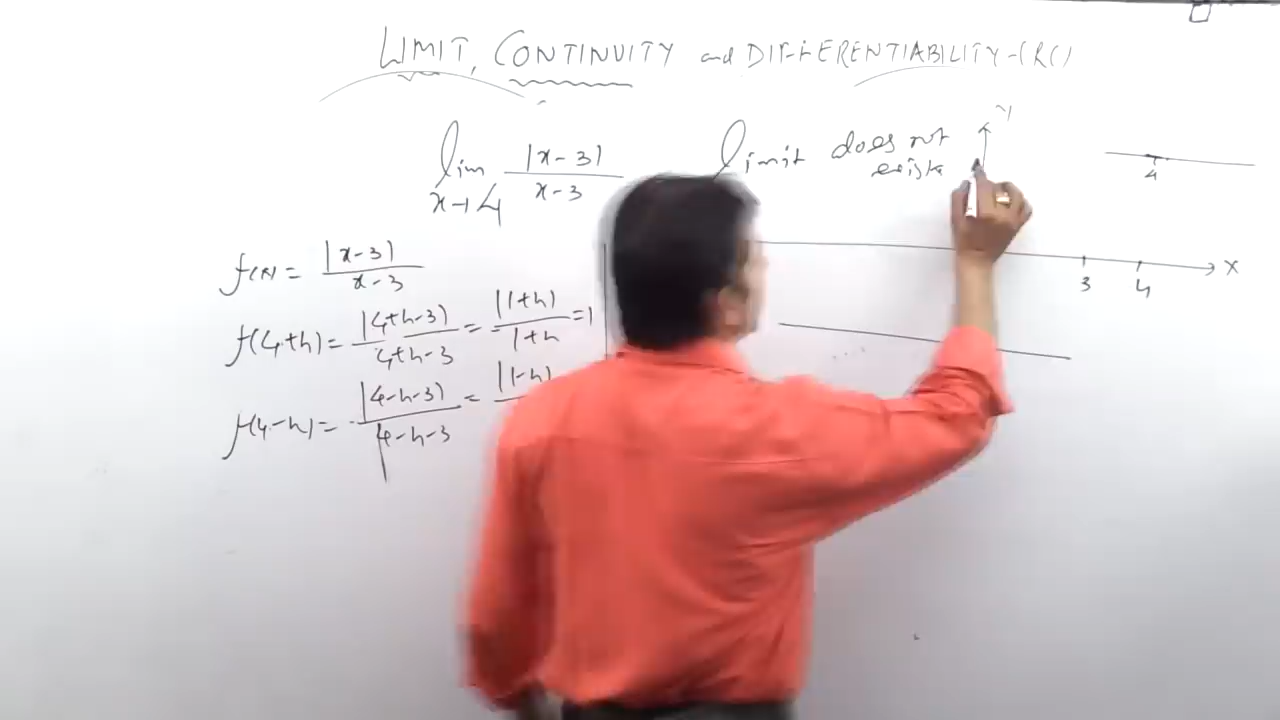 LIMIT, CONTINUITY and DIFFERENTIABILITY-(RC)
lim |x-3|
x→4 x-3
limit does not
exists
y
4
f(x) = |x-3|
x-3
f(4+h) = |4+h-3| = |1+h| = 1
4+h-3 1+h
f(4-h) = |4-h-3| = |1-h|
4-h-3
3 4 X